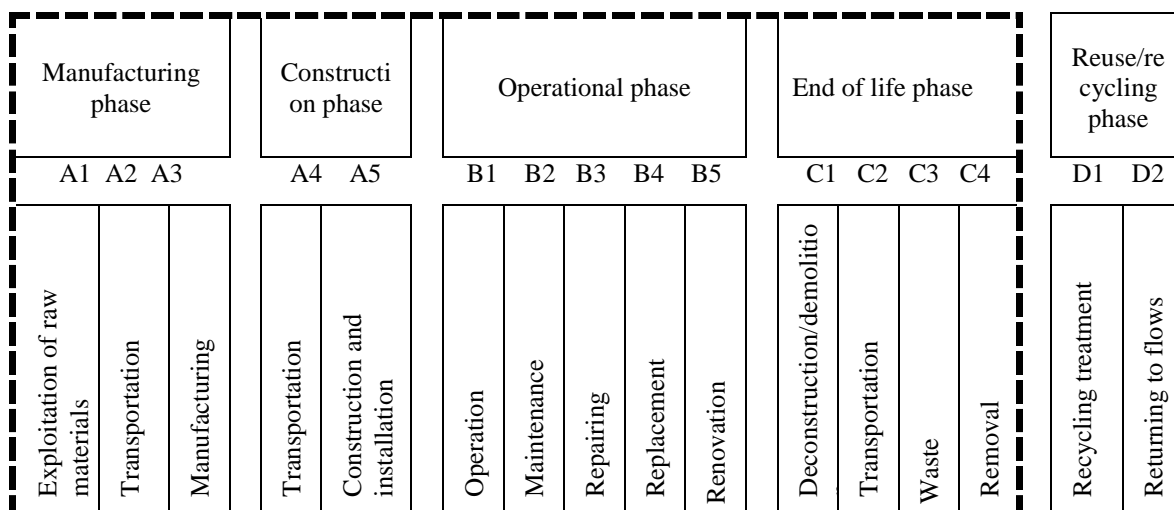 Manufacturing
phase
Constructi
on phase
Operational phase
End of life phase
Reuse/re
cycling
phase
A1 A2 A3
A4 A5
B1 B2 B3 B4 B5
C1 C2 C3 C4
D1 D2
Exploitation of raw
materials
Transportation
Manufacturing
Transportation
Construction and
installation
Operation
Maintenance
Repairing
Replacement
Renovation
Deconstruction/demolitio
Transportation
Waste
Removal
Recycling treatment
Returning to flows